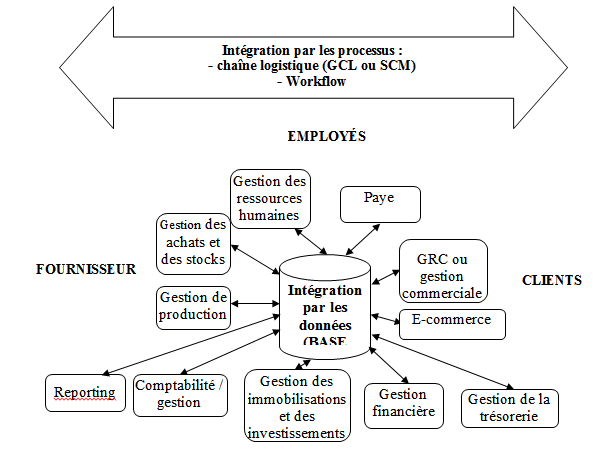 Intégration par les processus :
- chaîne logistique (GCL ou SCM)
- Workflow
EMPLOYÉS
Gestion des
ressources
humaines
Paye
Gestion des
achats et
des stocks
GRC ou
gestion
commerciale
FOURNISSEUR
CLIENTS
Intégration
par les
données
(BASE
Gestion de
production
E-commerce
Reporting
Comptabilité /
gestion
Gestion des
immobilisations
et des
investissements
Gestion
financière
Gestion de la
trésorerie